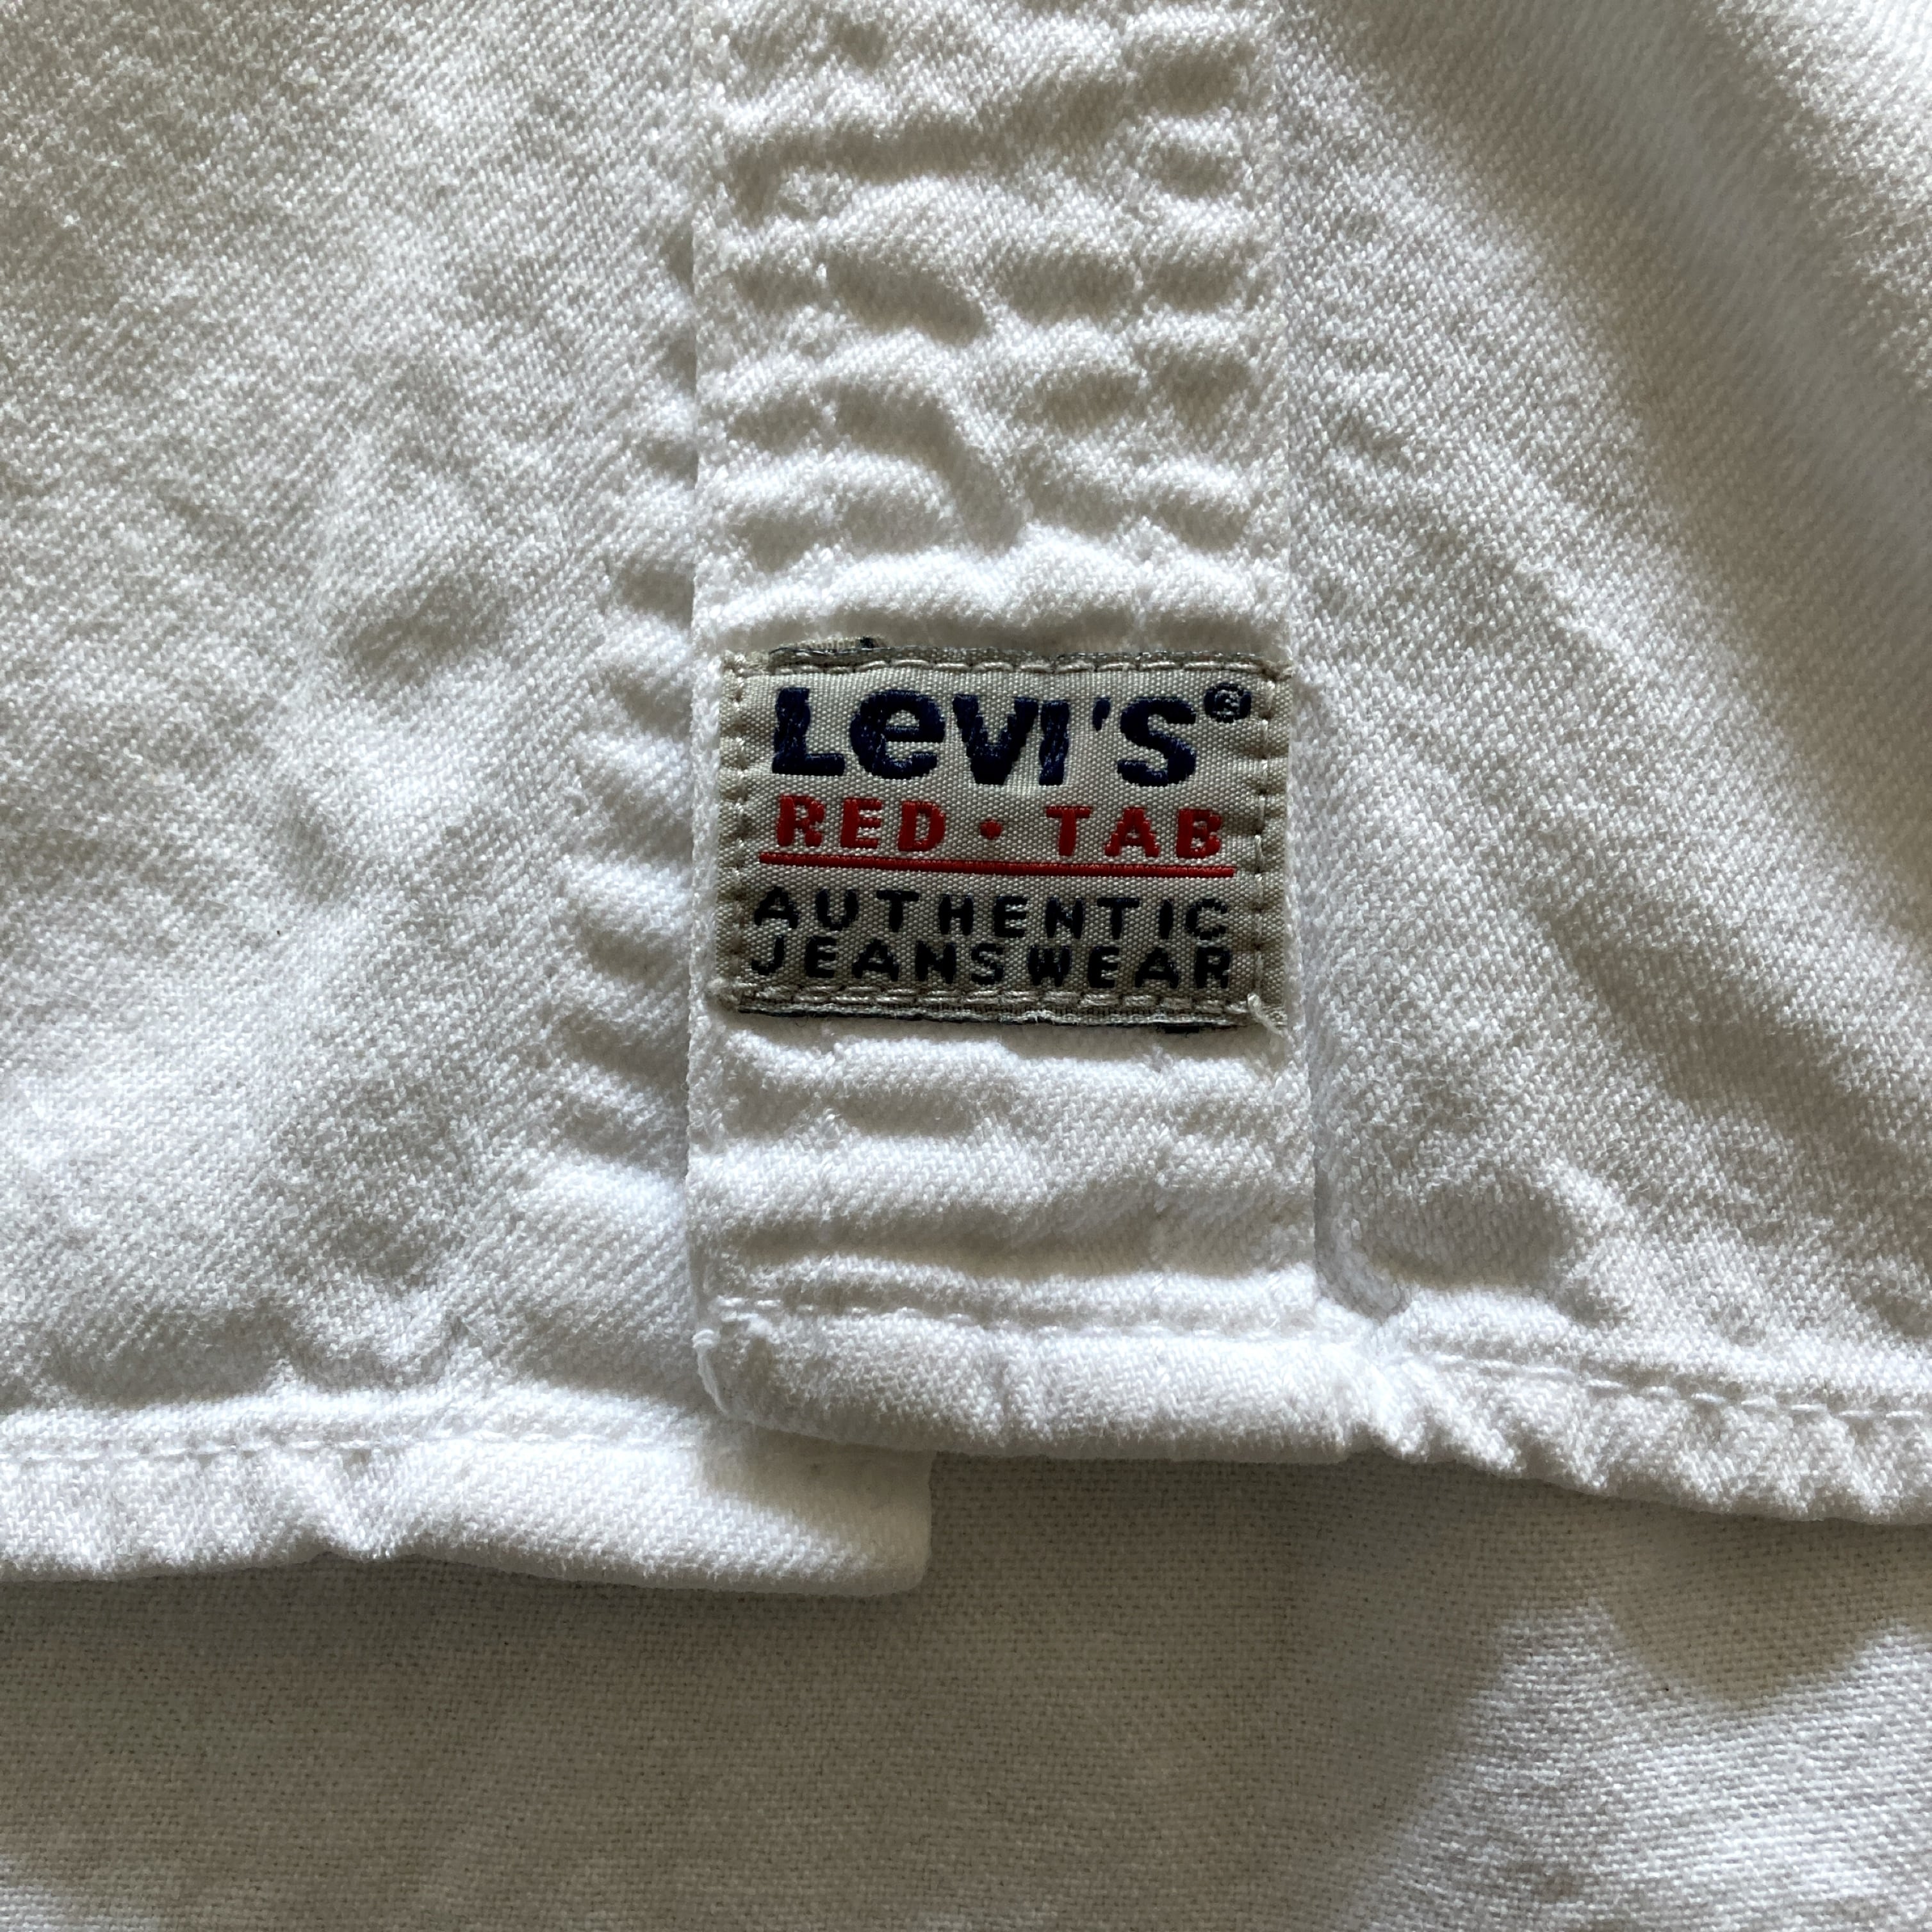 Levi's®
RED • TAB
AUTHENTIC
JEANSWEAR